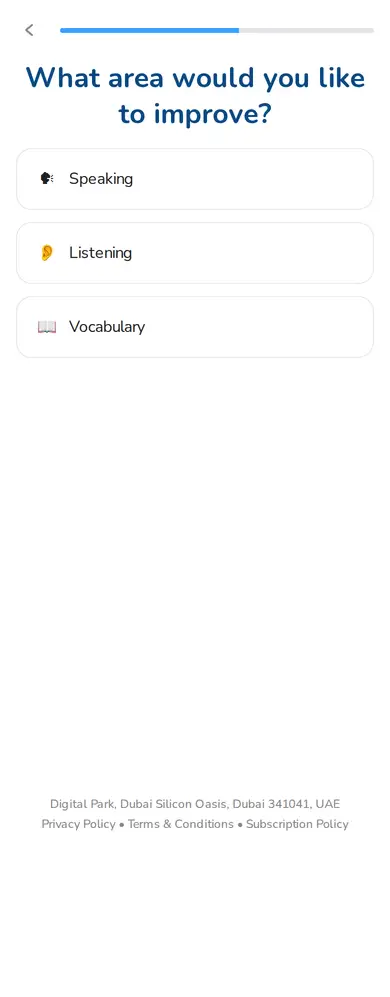 What area would you like
to improve?
Speaking
Listening
Vocabulary
Digital Park, Dubai Silicon Oasis, Dubai 341041, UAE
Privacy Policy • Terms & Conditions • Subscription Policy